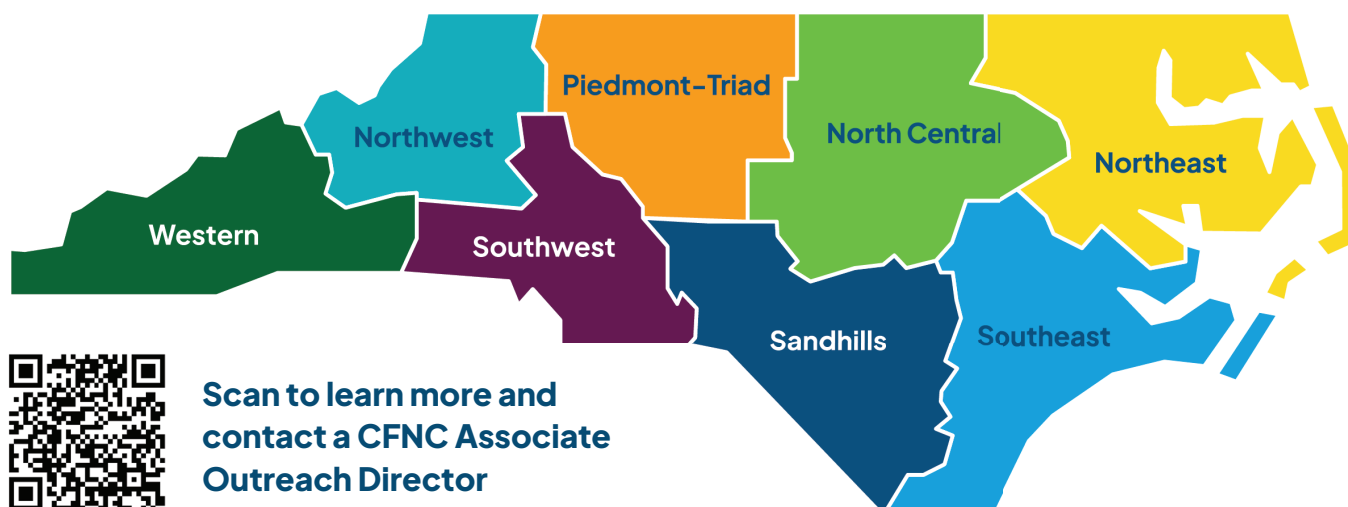 Piedmont-Triad
Northwest
North Central
Northeast
Western
Southwest
Sandhills
Southeast
Scan to learn more and
contact a CFNC Associate
Outreach Director